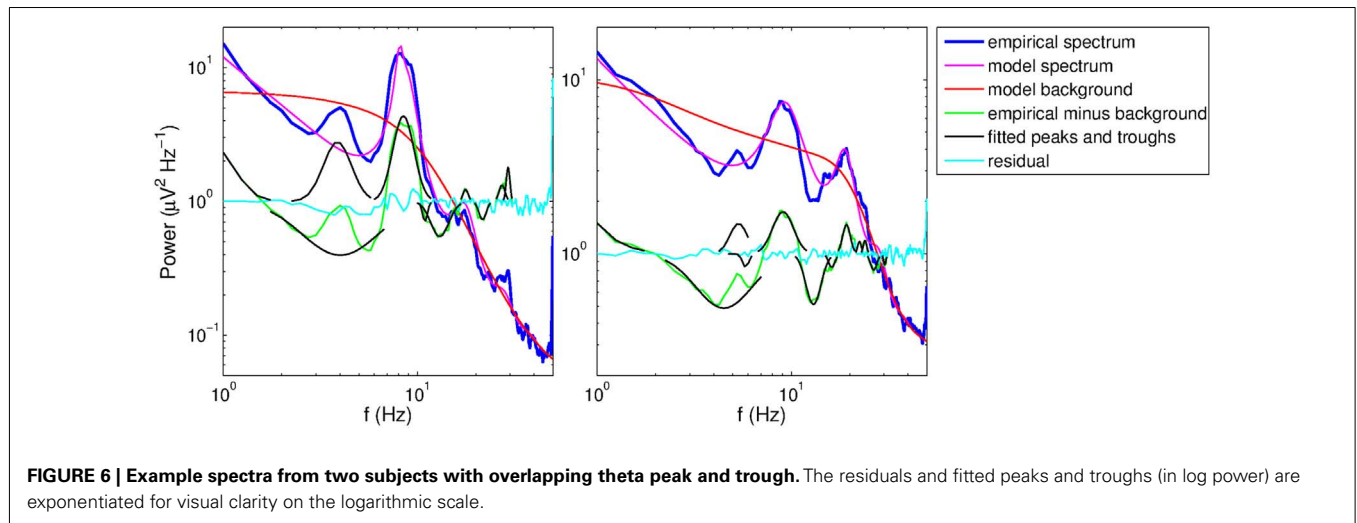 Power (µV² Hz⁻¹)
10¹
10⁰
10⁻¹
10⁰
10¹
f (Hz)
10¹
10⁰
10⁰
10¹
f (Hz)
empirical spectrum
model spectrum
model background
empirical minus background
fitted peaks and troughs
residual
FIGURE 6 | Example spectra from two subjects with overlapping theta peak and trough. The residuals and fitted peaks and troughs (in log power) are
exponentiated for visual clarity on the logarithmic scale.